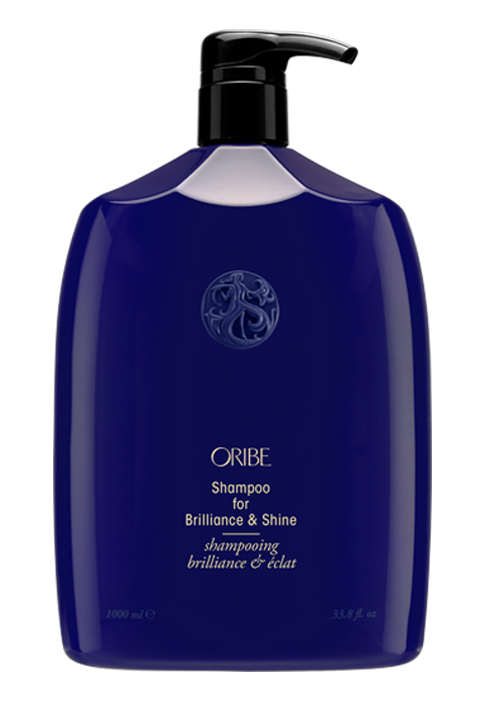 ORIBE
Shampoo
for
Brilliance & Shine
shampooing
brilliance & éclat
1000 ml ℮
33.8 fl. oz